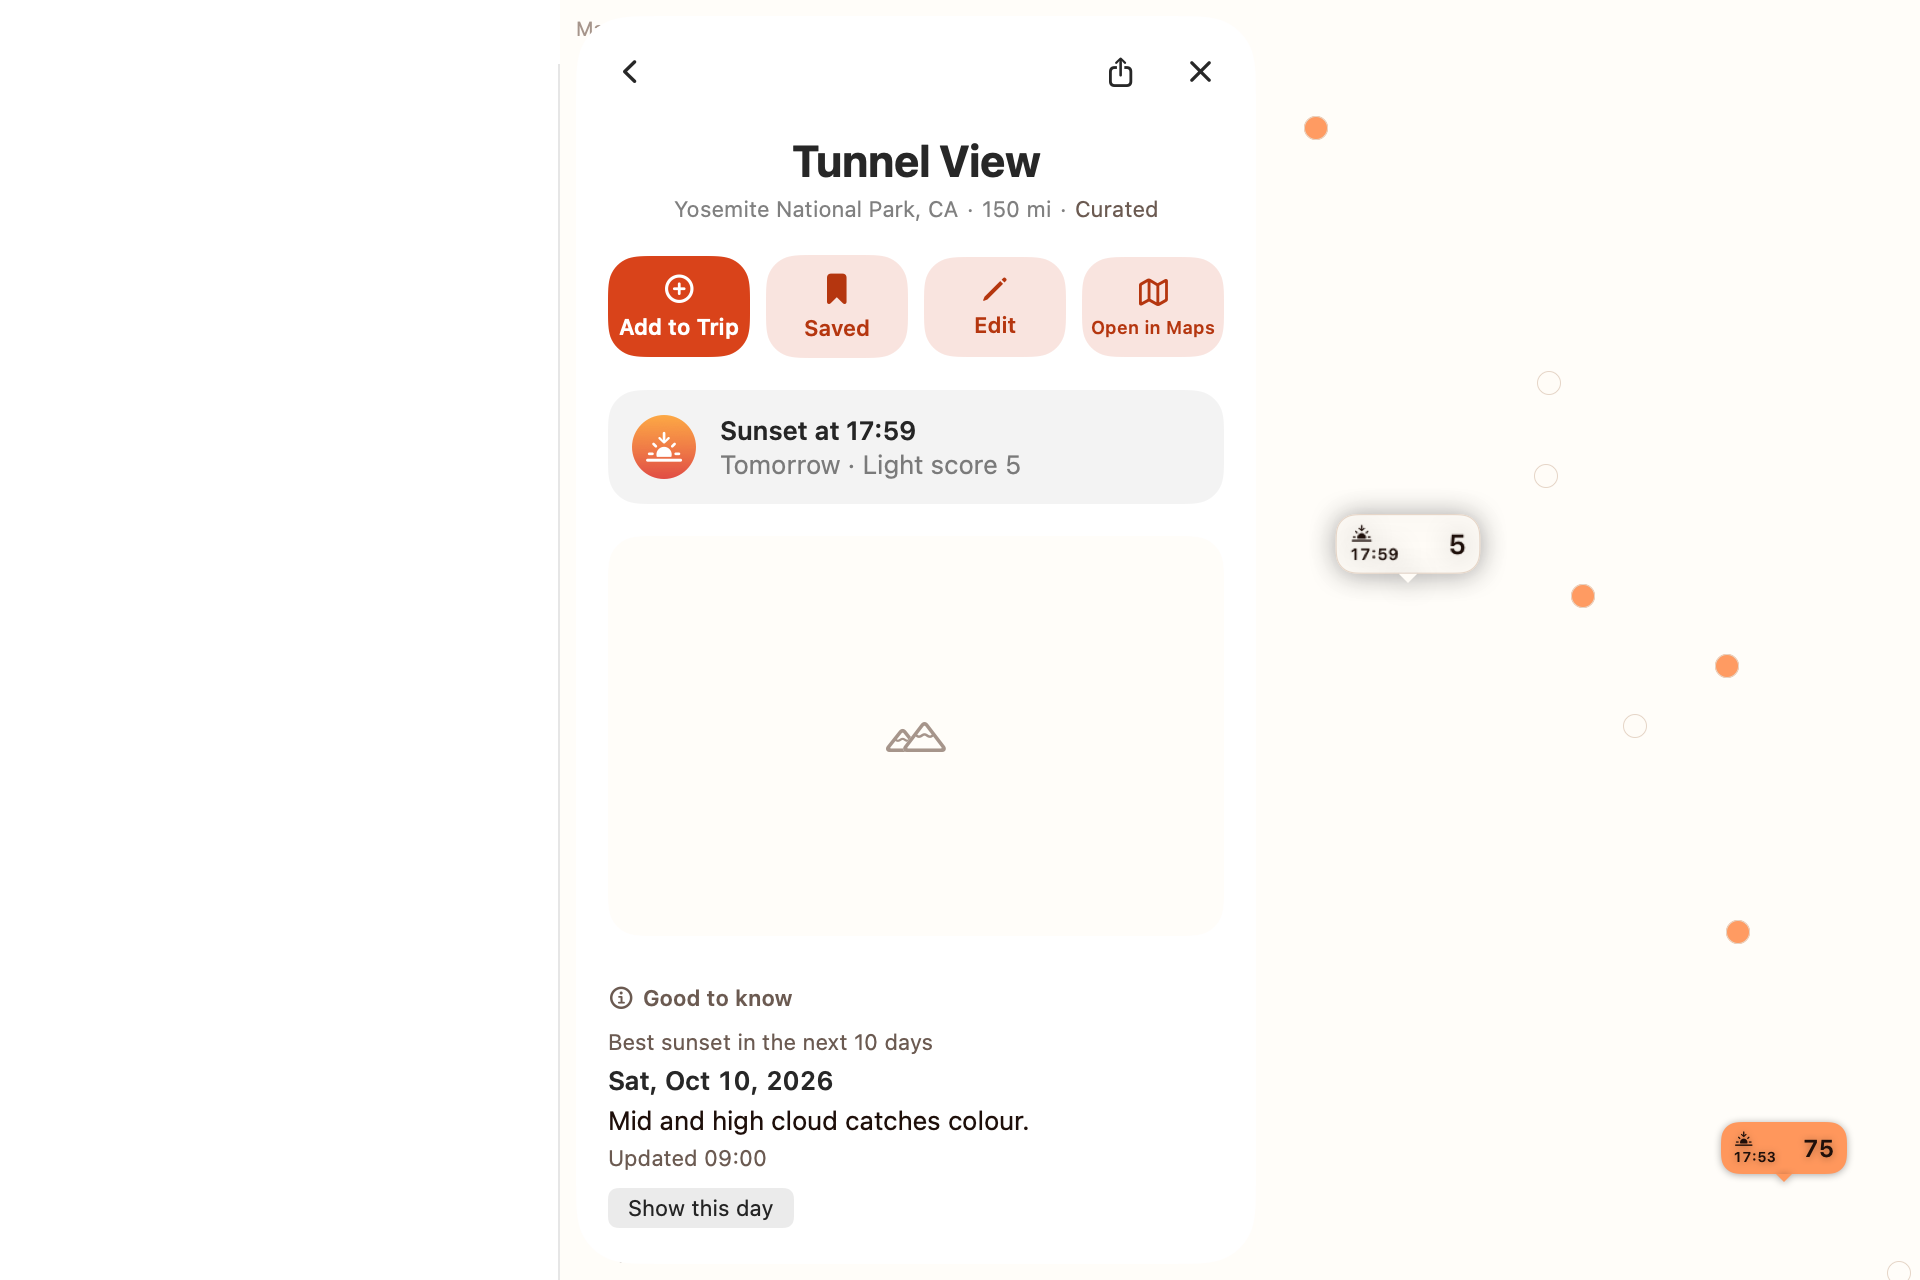 Tunnel View
Yosemite National Park, CA · 150 mi · Curated
Add to Trip
Saved
Edit
Open in Maps
Sunset at 17:59
Tomorrow · Light score 5
17:59
5
Good to know
Best sunset in the next 10 days
Sat, Oct 10, 2026
Mid and high cloud catches colour.
Updated 09:00
Show this day
17:53
75